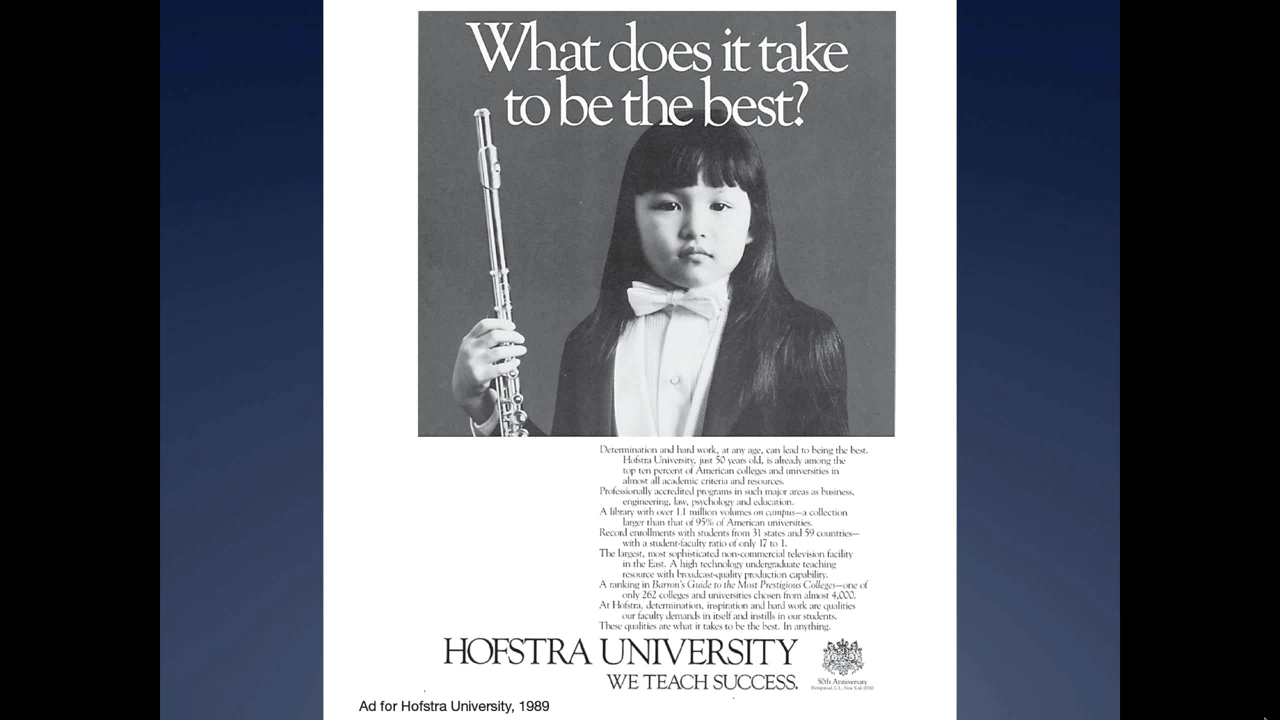 What does it take
to be the best?
Determination and hard work, at any age, can lead to being the best.
Hofstra University, just 50 years old, is already among the
top ten percent of American colleges and universities in
almost all academic criteria and resources.
Professionally accredited programs in such major areas as business,
engineering, law, psychology and education.
A library with over 1.1 million volumes on campus—a collection
larger than that of 95% of American universities.
Record enrollments with students from 31 states and 59 countries—
with a student-faculty ratio of only 17 to 1.
The largest, most sophisticated non-commercial television facility
in the East. A high technology undergraduate teaching
resource with broadcast-quality production capability.
A ranking in Barron's Guide to the Most Prestigious Colleges—one of
only 262 colleges and universities chosen from almost 4,000.
At Hofstra, determination, inspiration and hard work are qualities
our faculty demands in itself and instills in our students.
These qualities are what it takes to be the best. In anything.
HOFSTRA UNIVERSITY
WE TEACH SUCCESS.
50th Anniversary
Hempstead, L.I., New York 11550
Ad for Hofstra University, 1989